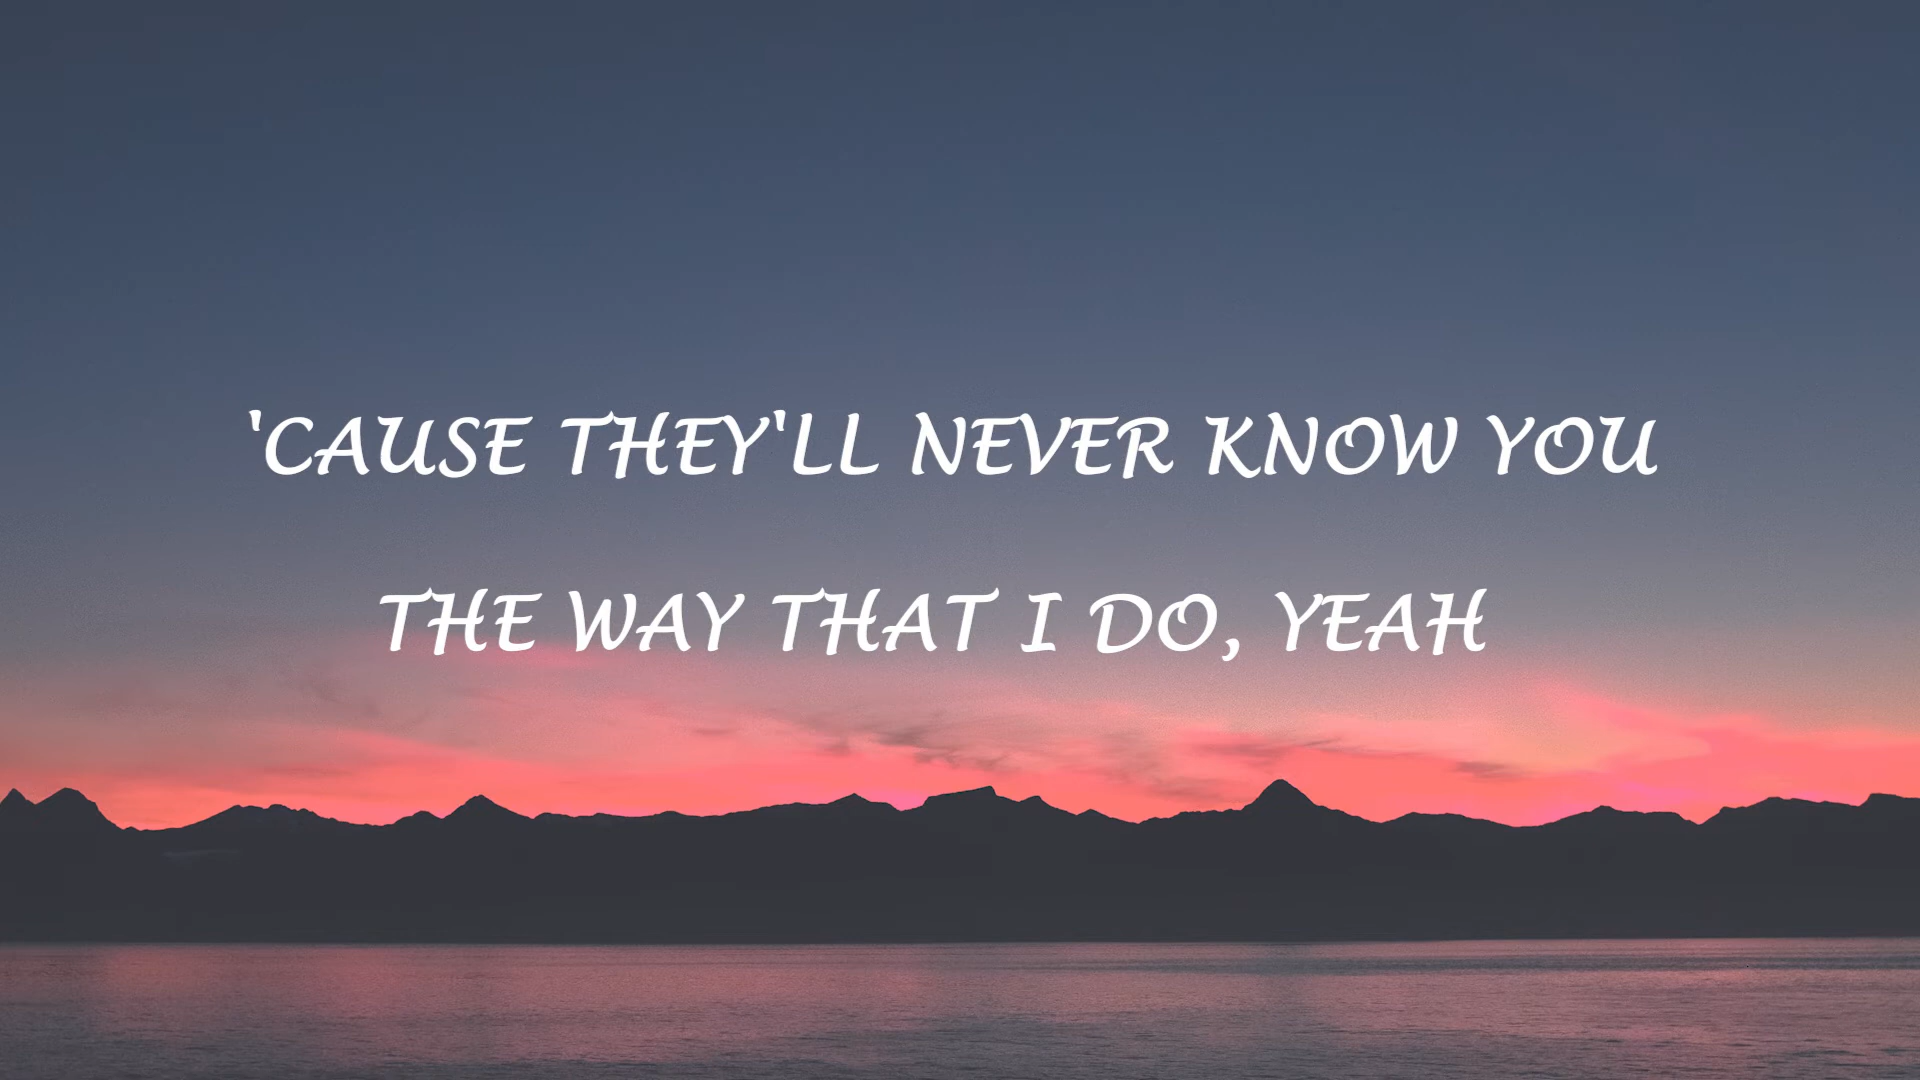 ‛CAUSE THEY‛LL NEVER KNOW YOU
THE WAY THAT I DO, YEAH